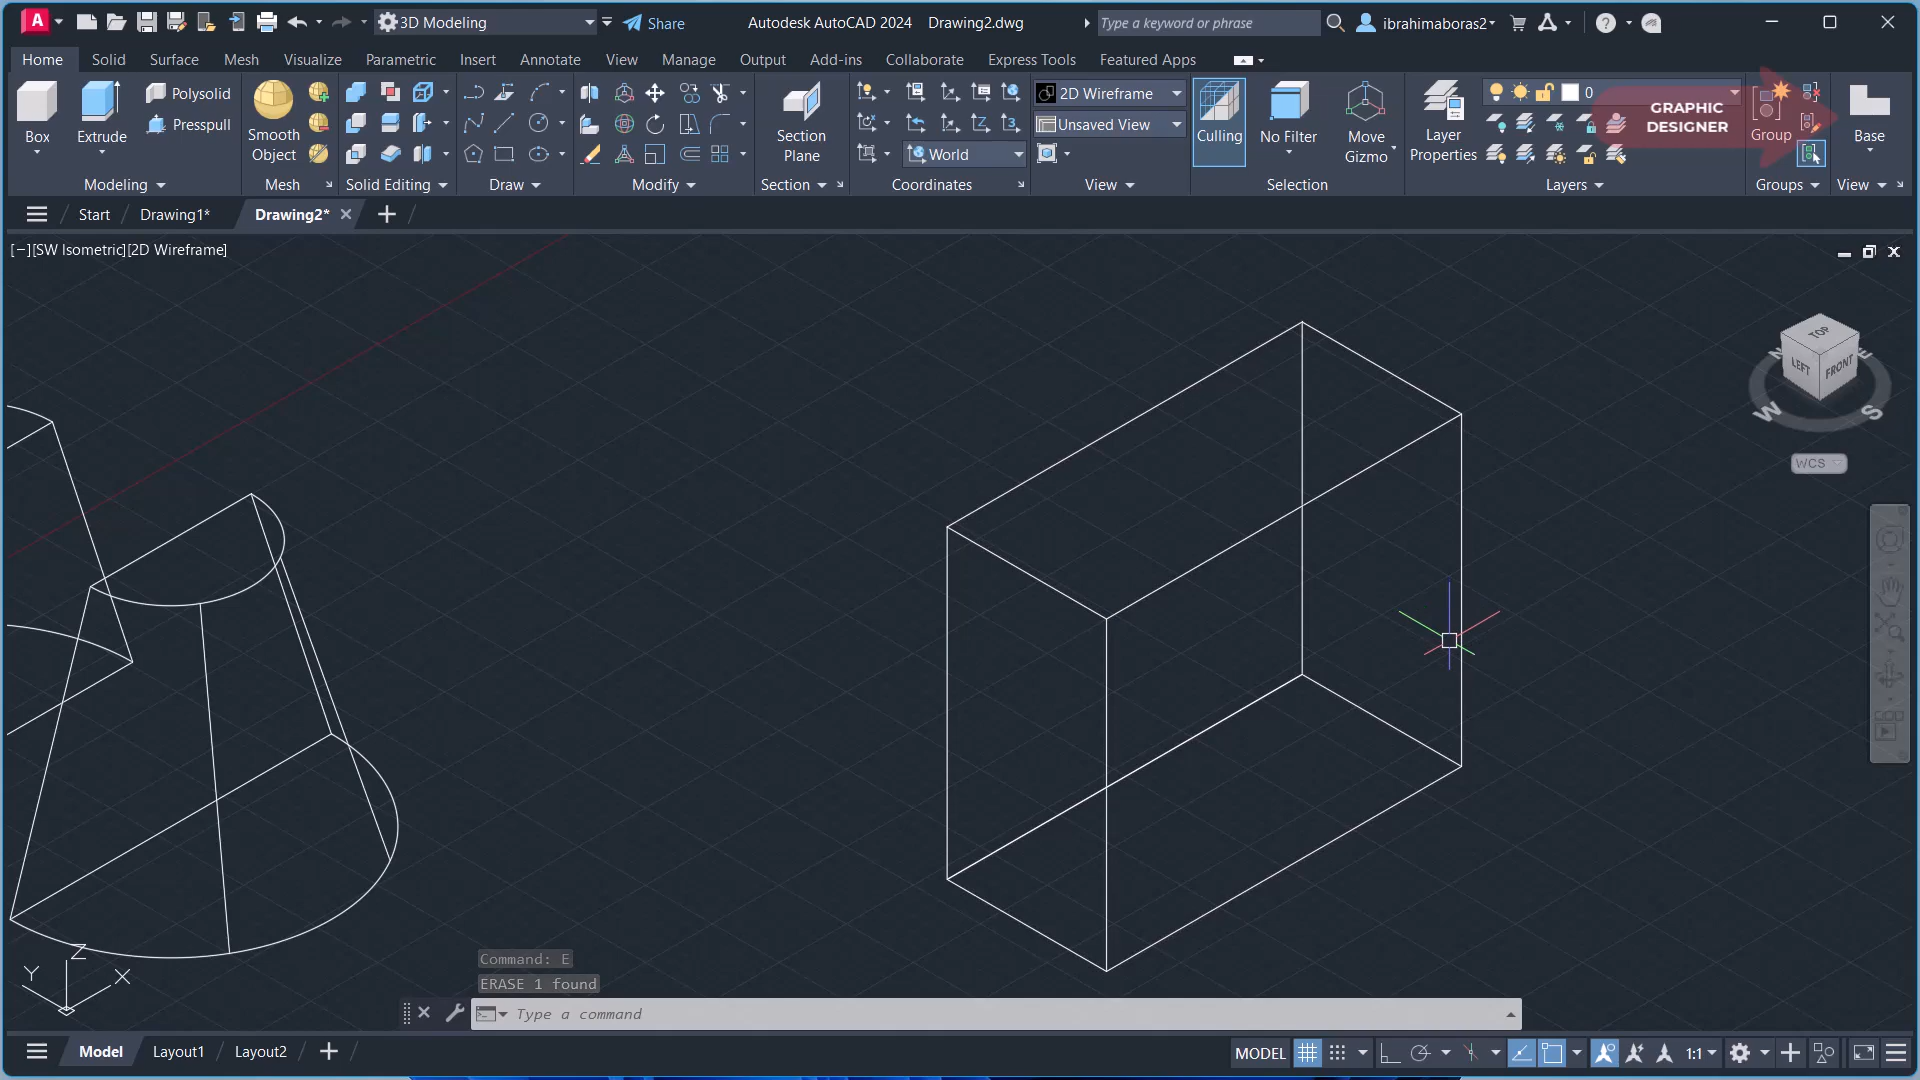 A
3D Modeling
Share
Autodesk AutoCAD 2024 Drawing2.dwg
Type a keyword or phrase
ibrahimaboras2
Home Solid Surface Mesh Visualize Parametric Insert Annotate View Manage Output Add-ins Collaborate Express Tools Featured Apps
Box
Extrude
Polysolid
Presspull
Modeling
Smooth
Object
Mesh
Solid Editing
Draw
Modify
Section
Plane
Section
World
Coordinates
2D Wireframe
Unsaved View
View
Culling
No Filter
Move
Gizmo
Selection
Layer
Properties
0
Layers
GRAPHIC
DESIGNER
Group
Groups
Base
View
Start Drawing1* Drawing2*
[−][SW Isometric][2D Wireframe]
TOP
LEFT
FRONT
W
S
WCS
Z
Y
X
Command: E
ERASE 1 found
Type a command
Model Layout1 Layout2
MODEL
1:1